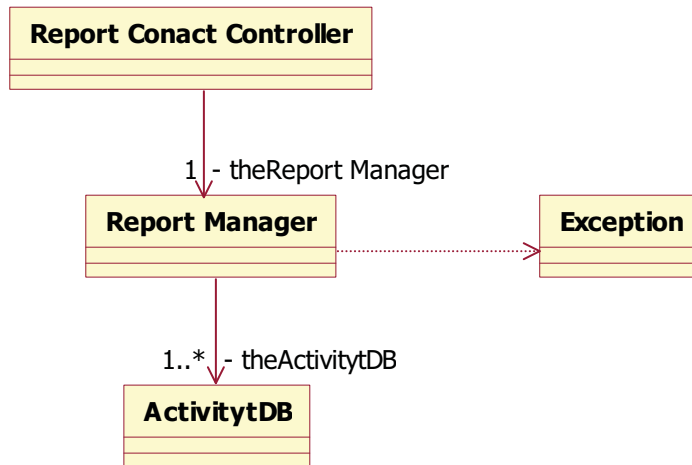 Report Conact Controller
1 - theReport Manager
Report Manager
Exception
1..* - theActivitytDB
ActivitytDB